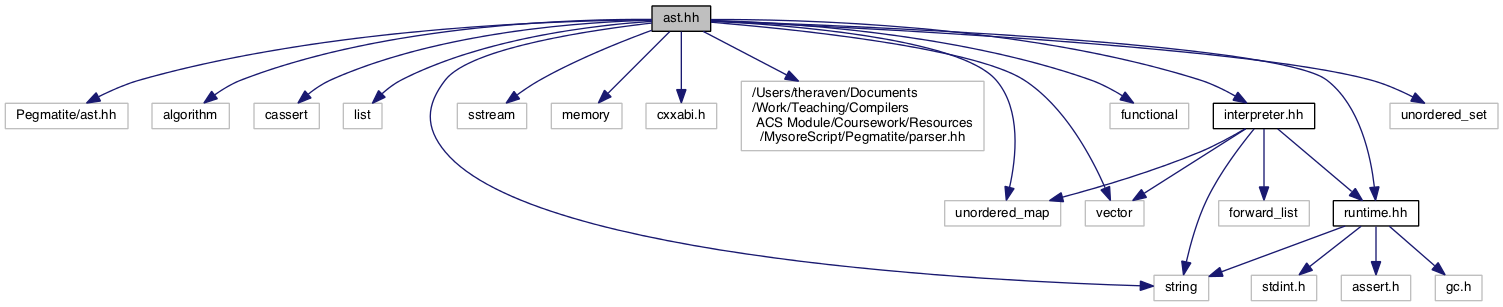 ast.hh
Pegmatite/ast.hh
algorithm
cassert
list
sstream
memory
cxxabi.h
/Users/theraven/Documents
/Work/Teaching/Compilers
ACS Module/Coursework/Resources
/MysoreScript/Pegmatite/parser.hh
functional
interpreter.hh
unordered_set
unordered_map
vector
forward_list
runtime.hh
string
stdint.h
assert.h
gc.h